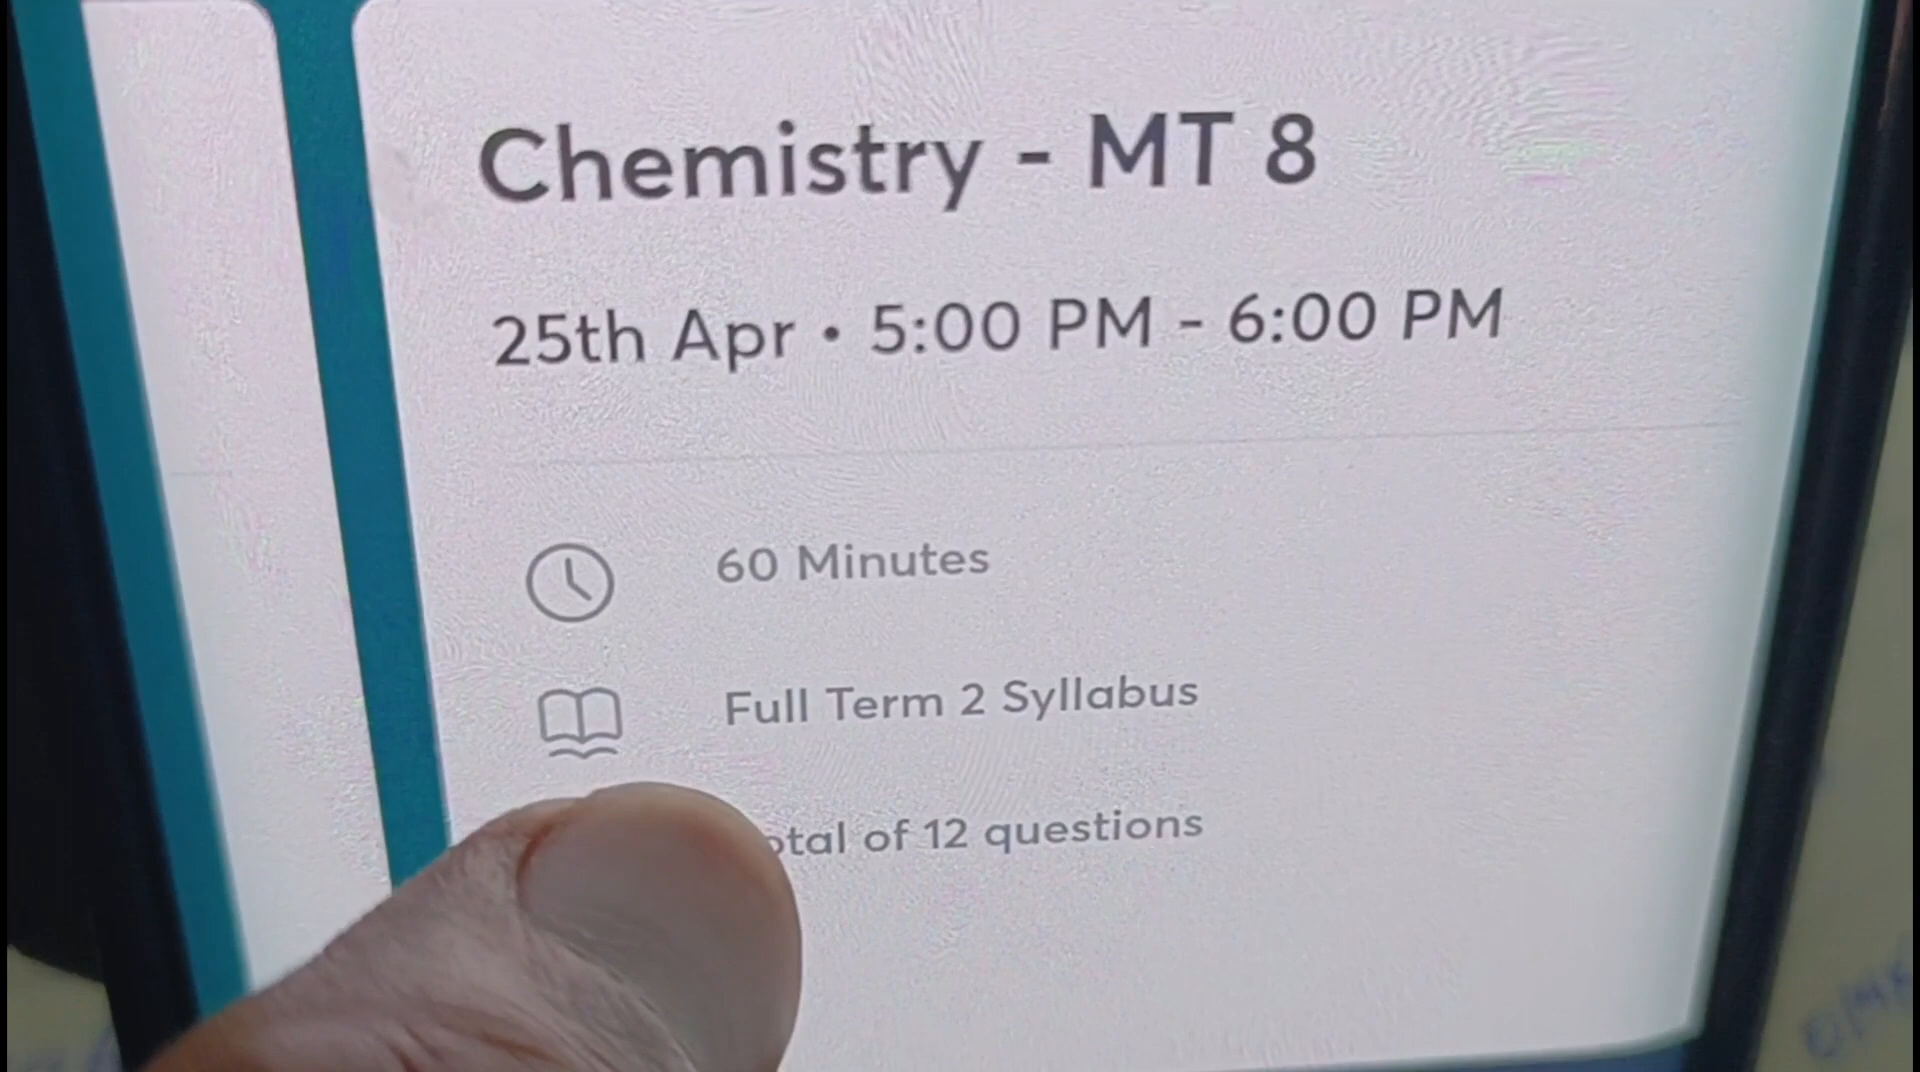 Chemistry - MT 8
25th Apr • 5:00 PM - 6:00 PM
60 Minutes
Full Term 2 Syllabus
otal of 12 questions